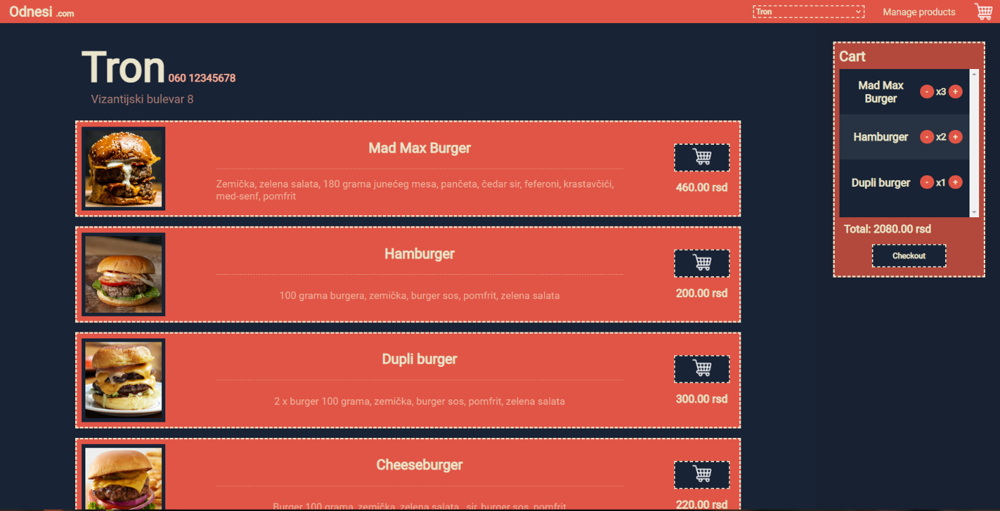 Odnesi .com
Tron
Manage products
Tron 060 12345678
Vizantijski bulevar 8
Mad Max Burger
Zemička, zelena salata, 180 grama junećeg mesa, pančeta, čedar sir, feferoni, krastavčići,
med-senf, pomfrit
460.00 rsd
Hamburger
100 grama burgera, zemička, burger sos, pomfrit, zelena salata
200.00 rsd
Dupli burger
2 x burger 100 grama, zemička, burger sos, pomfrit, zelena salata
300.00 rsd
Cheeseburger
Burger 100 grama, zemička, zelena salata, sir, burger sos, pomfrit
220.00 rsd
Cart
Mad Max
Burger
- x3 +
Hamburger - x2 +
Dupli burger - x1 +
Total: 2080.00 rsd
Checkout